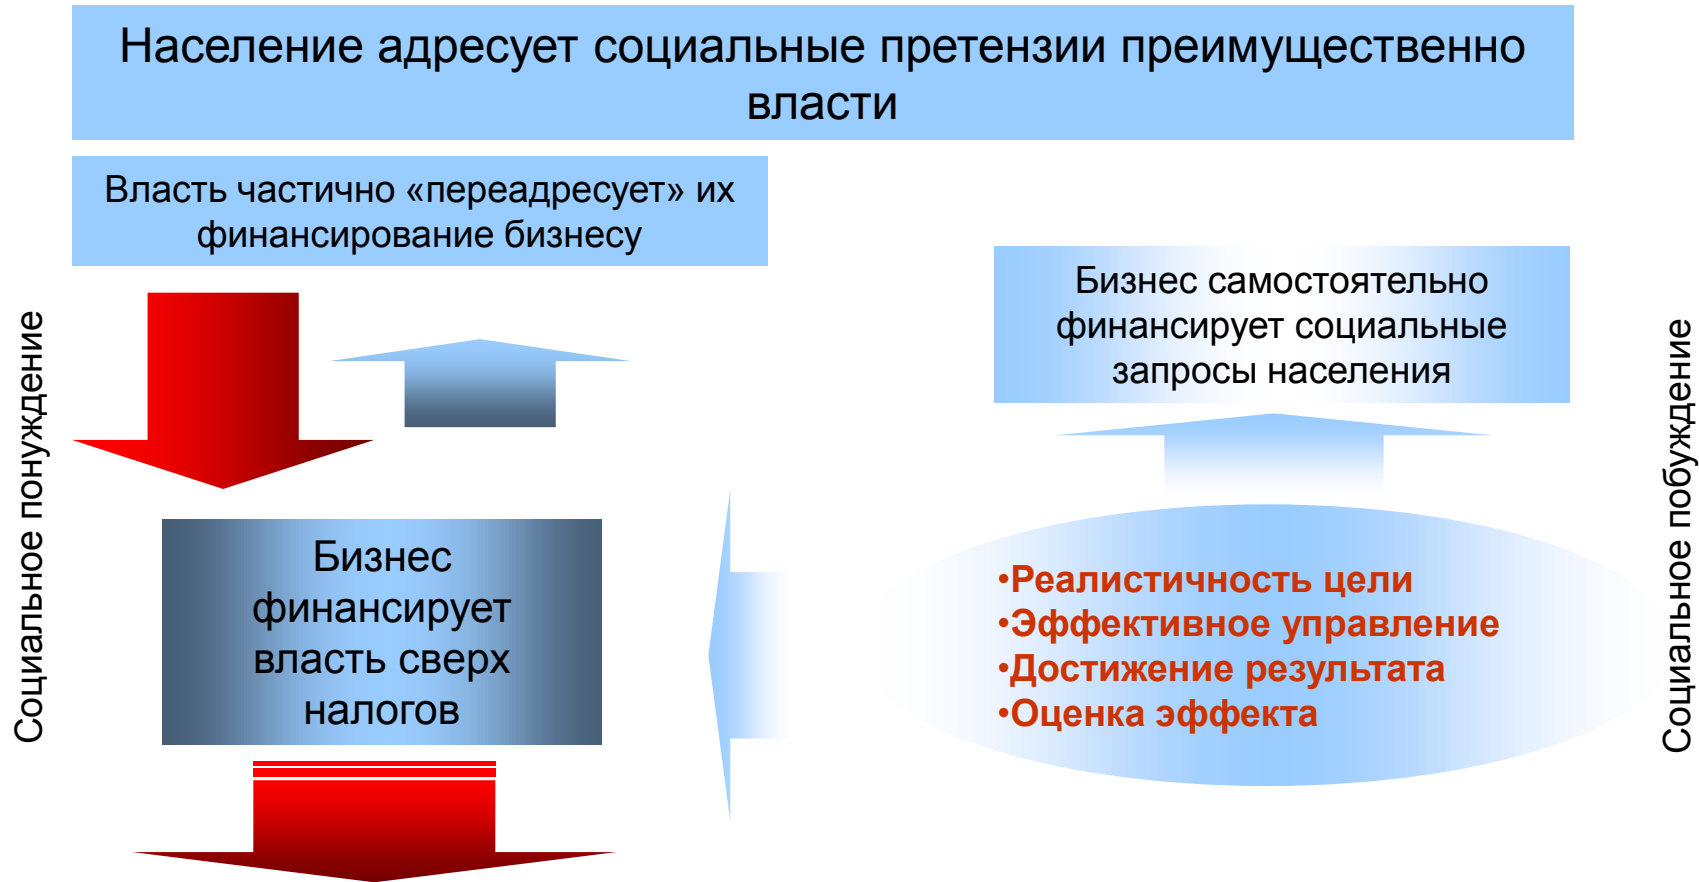 Население адресует социальные претензии преимущественно
власти
Власть частично «переадресует» их
финансирование бизнесу
Социальное понуждение
Бизнес
финансирует
власть сверх
налогов
Бизнес самостоятельно
финансирует социальные
запросы населения
•Реалистичность цели
•Эффективное управление
•Достижение результата
•Оценка эффекта
Социальное побуждение